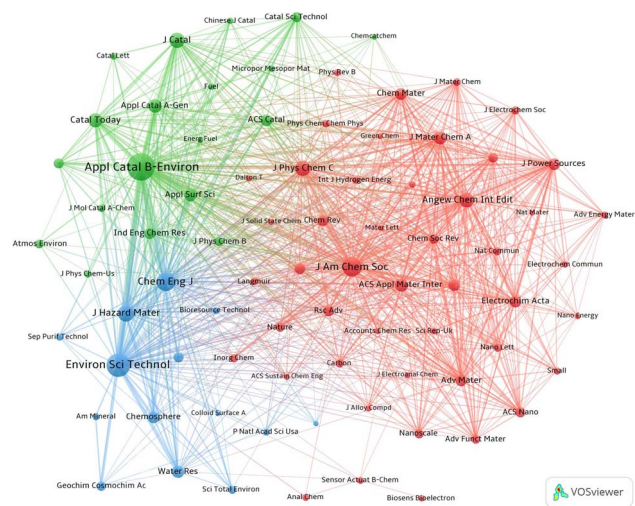 Chinese J Catal
Catal Sci Technol
J Catal
Chemcatchem
Catal Lett
Micropor Mesopor Mat
Phys Rev B
J Mater Chem
Fuel
Chem Mater
Appl Catal A-Gen
J Electrochem Soc
Catal Today
ACS Catal
Phys Chem Chem Phys
Green Chem
J Mater Chem A
Energ Fuel
Appl Catal B-Environ
J Phys Chem C
J Power Sources
Dalton T
Int J Hydrogen Energ
Appl Surf Sci
Angew Chem Int Edit
J Mol Catal A-Chem
Nat Mater
Adv Energy Mater
J Solid State Chem
Chem Rev
Mater Lett
Ind Eng Chem Res
Atmos Environ
J Phys Chem B
Chem Soc Rev
Nat Commun
J Phys Chem-Us
J Am Chem Soc
Electrochem Commun
Chem Eng J
Langmuir
ACS Appl Mater Inter
Electrochim Acta
J Hazard Mater
Bioresource Technol
Rsc Adv
Nano Energy
Nature
Accounts Chem Res
Sci Rep-Uk
Sep Purif Technol
Nano Lett
Inorg Chem
Environ Sci Technol
Carbon
Small
ACS Sustain Chem Eng
J Electroanal Chem
Adv Mater
J Alloy Compd
ACS Nano
Am Mineral
Chemosphere
Colloid Surface A
P Natl Acad Sci Usa
Nanoscale
Adv Funct Mater
Water Res
Geochim Cosmochim Ac
Sci Total Environ
Sensor Actuat B-Chem
Anal Chem
Biosens Bioelectron
VOSviewer